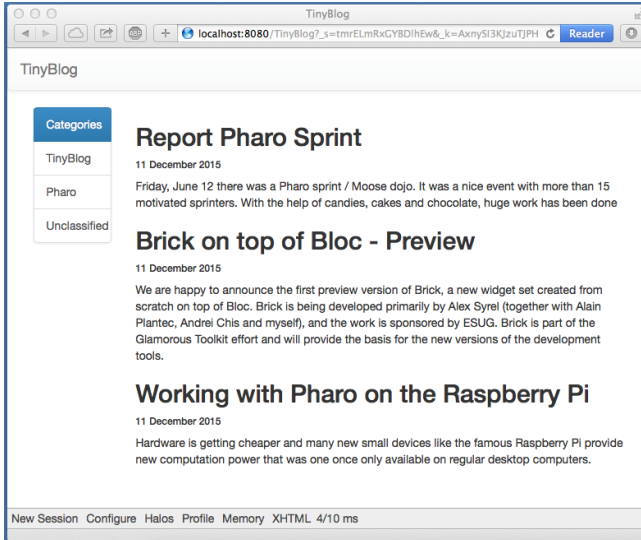 TinyBlog
ABP
localhost:8080/TinyBlog?_s=tmrELmRxGYBDlhEw&_k=AxnySl3KJzuTJPH
Reader
TinyBlog
Categories
TinyBlog
Pharo
Unclassified
Report Pharo Sprint
11 December 2015
Friday, June 12 there was a Pharo sprint / Moose dojo. It was a nice event with more than 15
motivated sprinters. With the help of candies, cakes and chocolate, huge work has been done
Brick on top of Bloc - Preview
11 December 2015
We are happy to announce the first preview version of Brick, a new widget set created from
scratch on top of Bloc. Brick is being developed primarily by Alex Syrel (together with Alain
Plantec, Andrei Chis and myself), and the work is sponsored by ESUG. Brick is part of the
Glamorous Toolkit effort and will provide the basis for the new versions of the development
tools.
Working with Pharo on the Raspberry Pi
11 December 2015
Hardware is getting cheaper and many new small devices like the famous Raspberry Pi provide
new computation power that was one once only available on regular desktop computers.
New Session Configure Halos Profile Memory XHTML 4/10 ms